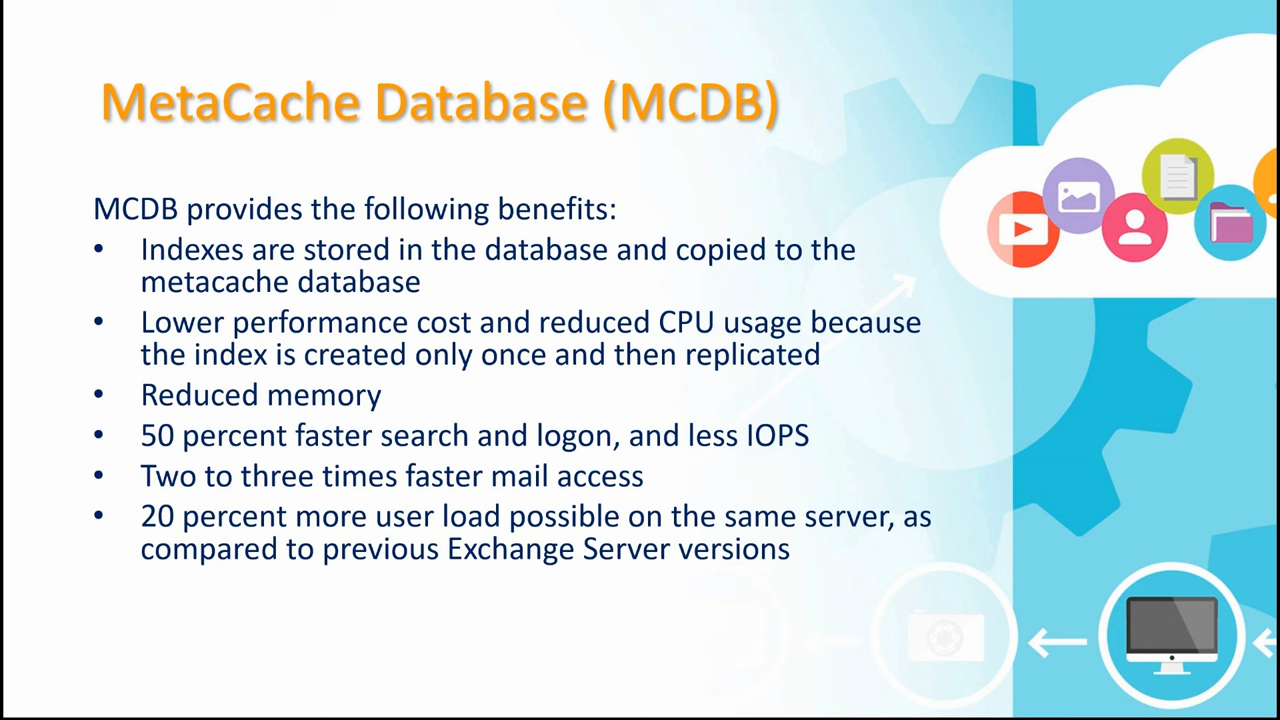 MetaCache Database (MCDB)
MCDB provides the following benefits:
• Indexes are stored in the database and copied to the
metacache database
• Lower performance cost and reduced CPU usage because
the index is created only once and then replicated
• Reduced memory
• 50 percent faster search and logon, and less IOPS
• Two to three times faster mail access
• 20 percent more user load possible on the same server, as
compared to previous Exchange Server versions